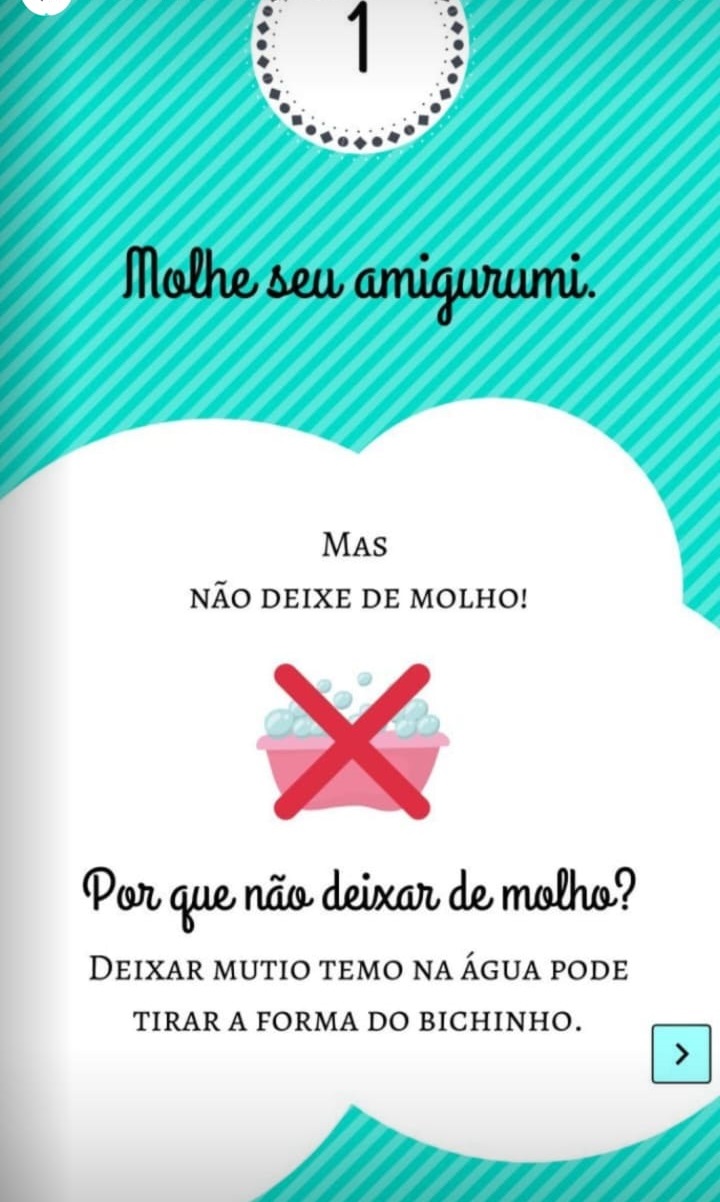 1
Molhe seu amigurumi.
Mas
não deixe de molho!
Por que não deixar de molho?
Deixar mutio temo na água pode
tirar a forma do bichinho.